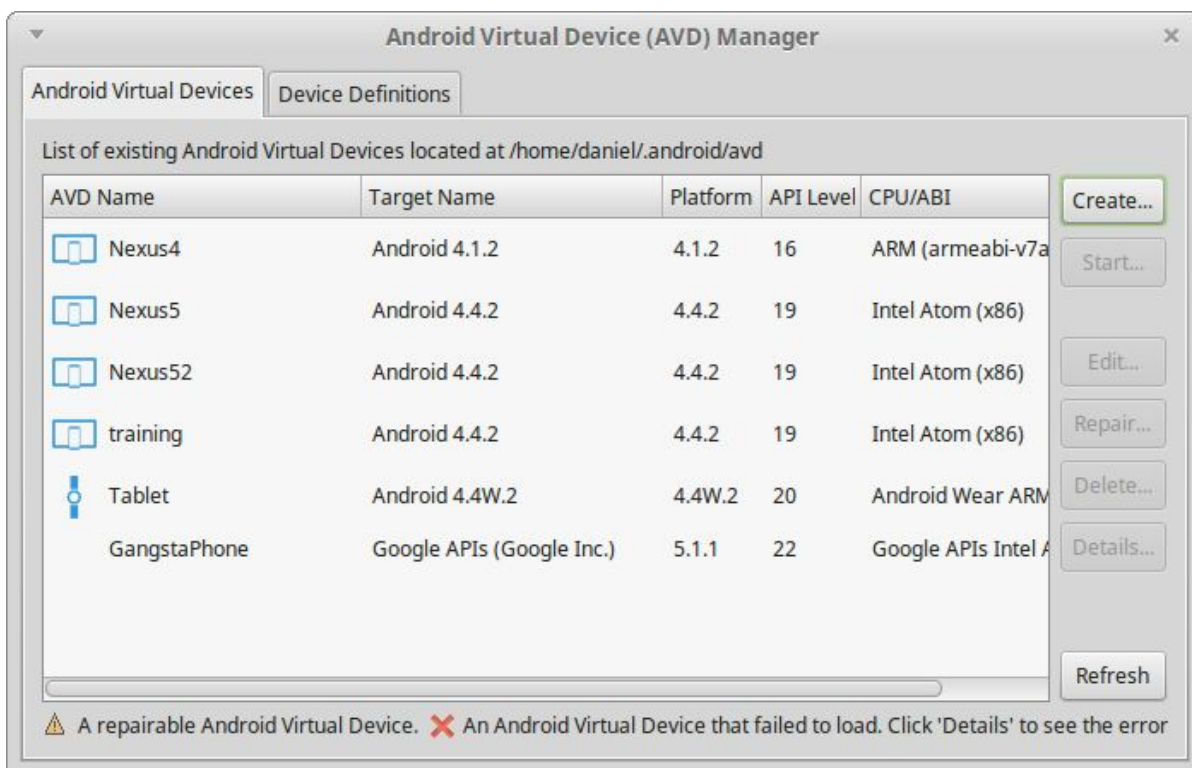 Android Virtual Device (AVD) Manager
Android Virtual Devices Device Definitions
List of existing Android Virtual Devices located at /home/daniel/.android/avd
AVD Name Target Name Platform API Level CPU/ABI Create...
Nexus4 Android 4.1.2 4.1.2 16 ARM (armeabi-v7a Start...
Nexus5 Android 4.4.2 4.4.2 19 Intel Atom (x86)
Nexus52 Android 4.4.2 4.4.2 19 Intel Atom (x86) Edit...
training Android 4.4.2 4.4.2 19 Intel Atom (x86) Repair...
Tablet Android 4.4W.2 4.4W.2 20 Android Wear ARM Delete...
GangstaPhone Google APIs (Google Inc.) 5.1.1 22 Google APIs Intel Details...
Refresh
A repairable Android Virtual Device. An Android Virtual Device that failed to load. Click 'Details' to see the error